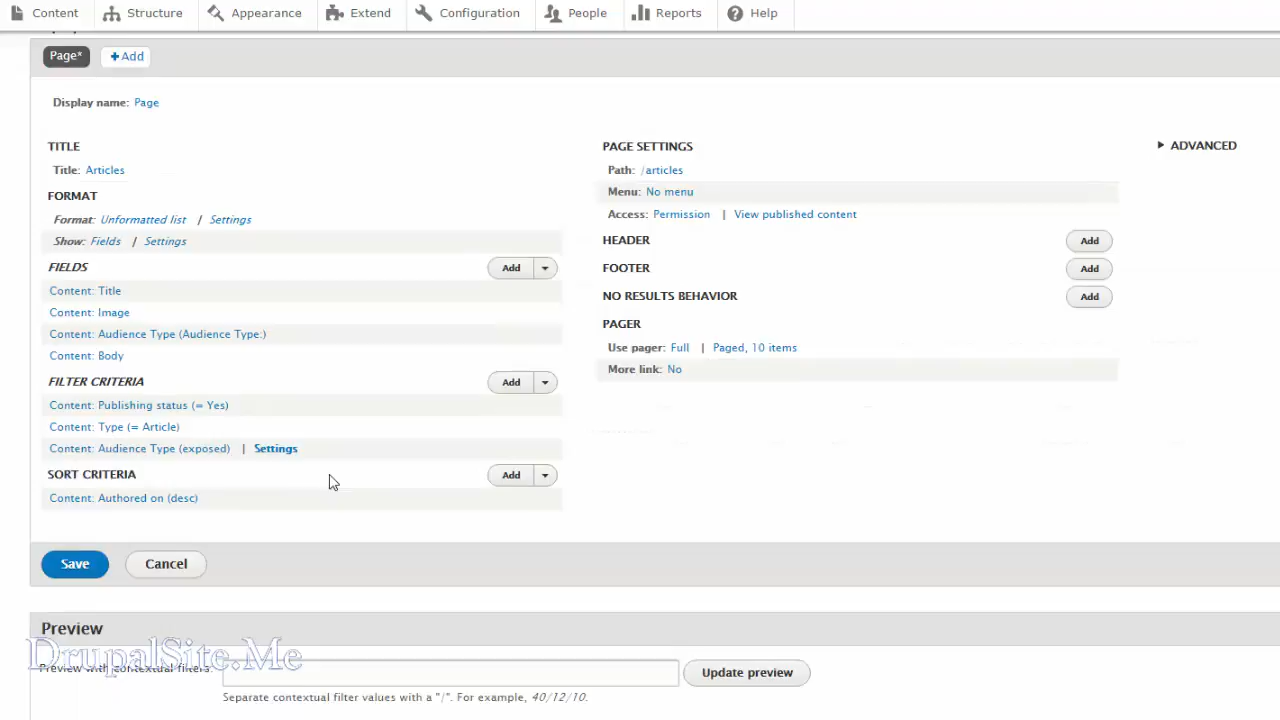 Content Structure Appearance Extend Configuration People Reports Help
Page* +Add
Display name: Page
TITLE
Title: Articles
FORMAT
Format: Unformatted list | Settings
Show: Fields | Settings
FIELDS Add
Content: Title
Content: Image
Content: Audience Type (Audience Type:)
Content: Body
FILTER CRITERIA Add
Content: Publishing status (= Yes)
Content: Type (= Article)
Content: Audience Type (exposed) | Settings
SORT CRITERIA Add
Content: Authored on (desc)
PAGE SETTINGS
Path: /articles
Menu: No menu
Access: Permission | View published content
HEADER Add
FOOTER Add
NO RESULTS BEHAVIOR Add
PAGER
Use pager: Full | Paged, 10 items
More link: No
ADVANCED
Save Cancel
Preview
DrupalSite.Me
Preview with contextual filters: Update preview
Separate contextual filter values with a "/". For example, 40/12/10.